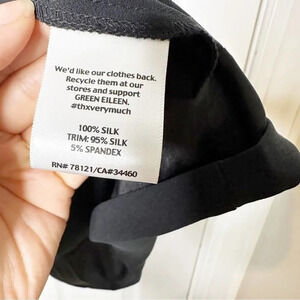 We'd like our clothes back.
Recycle them at our
stores and support
GREEN EILEEN.
#thxverymuch
100% SILK
TRIM: 95% SILK
5% SPANDEX
RN# 78121/CA#34460